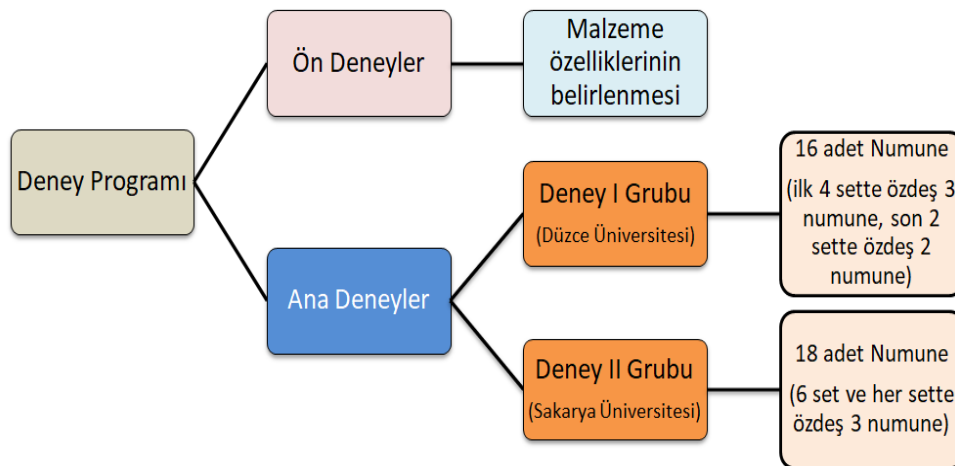 Deney Programı
Ön Deneyler
Malzeme
özelliklerinin
belirlenmesi
Ana Deneyler
Deney I Grubu
(Düzce Üniversitesi)
16 adet Numune
(ilk 4 sette özdeş 3
numune, son 2
sette özdeş 2
numune)
Deney II Grubu
(Sakarya Üniversitesi)
18 adet Numune
(6 set ve her sette
özdeş 3 numune)